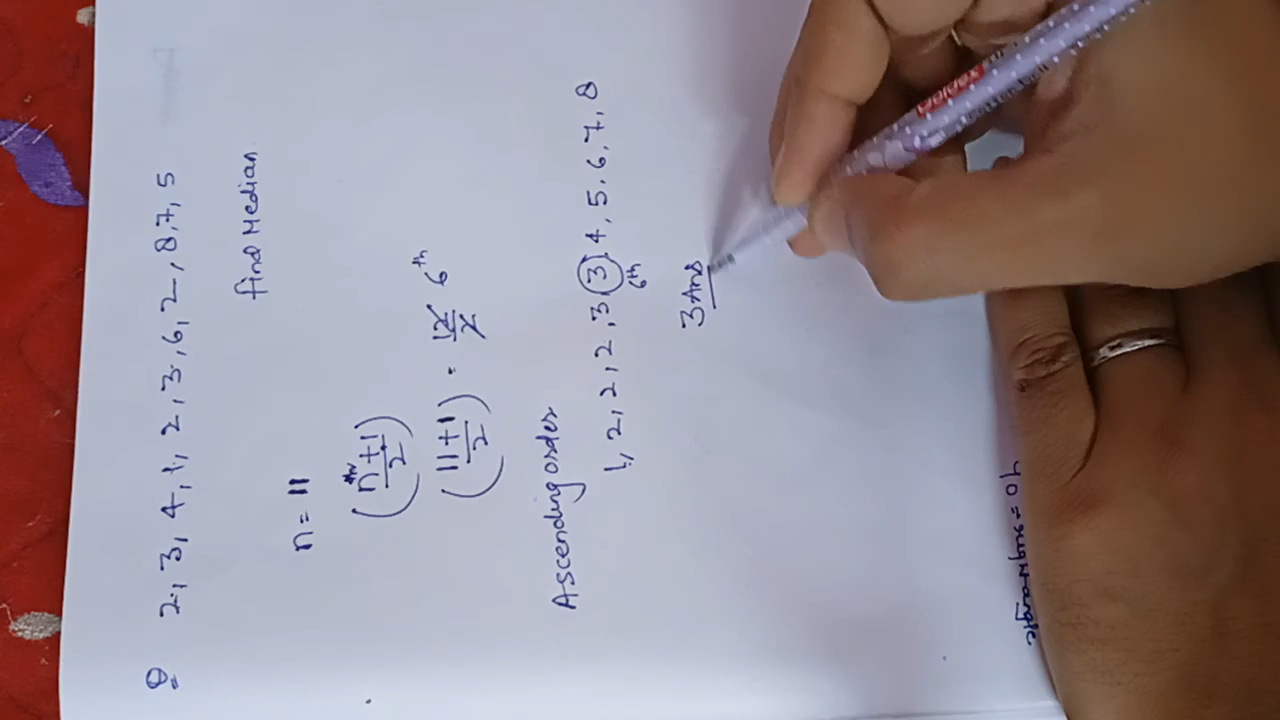 Q 2, 3, 4, 1, 2, 3, 6, 2, 8, 7, 5
find Median
n = 11
(n+1/2)th
(11+1/2) = 12/2 6th
Ascending order
1, 2, 2, 2, 3, 3, 4, 5, 6, 7, 8
6th
3 Ans